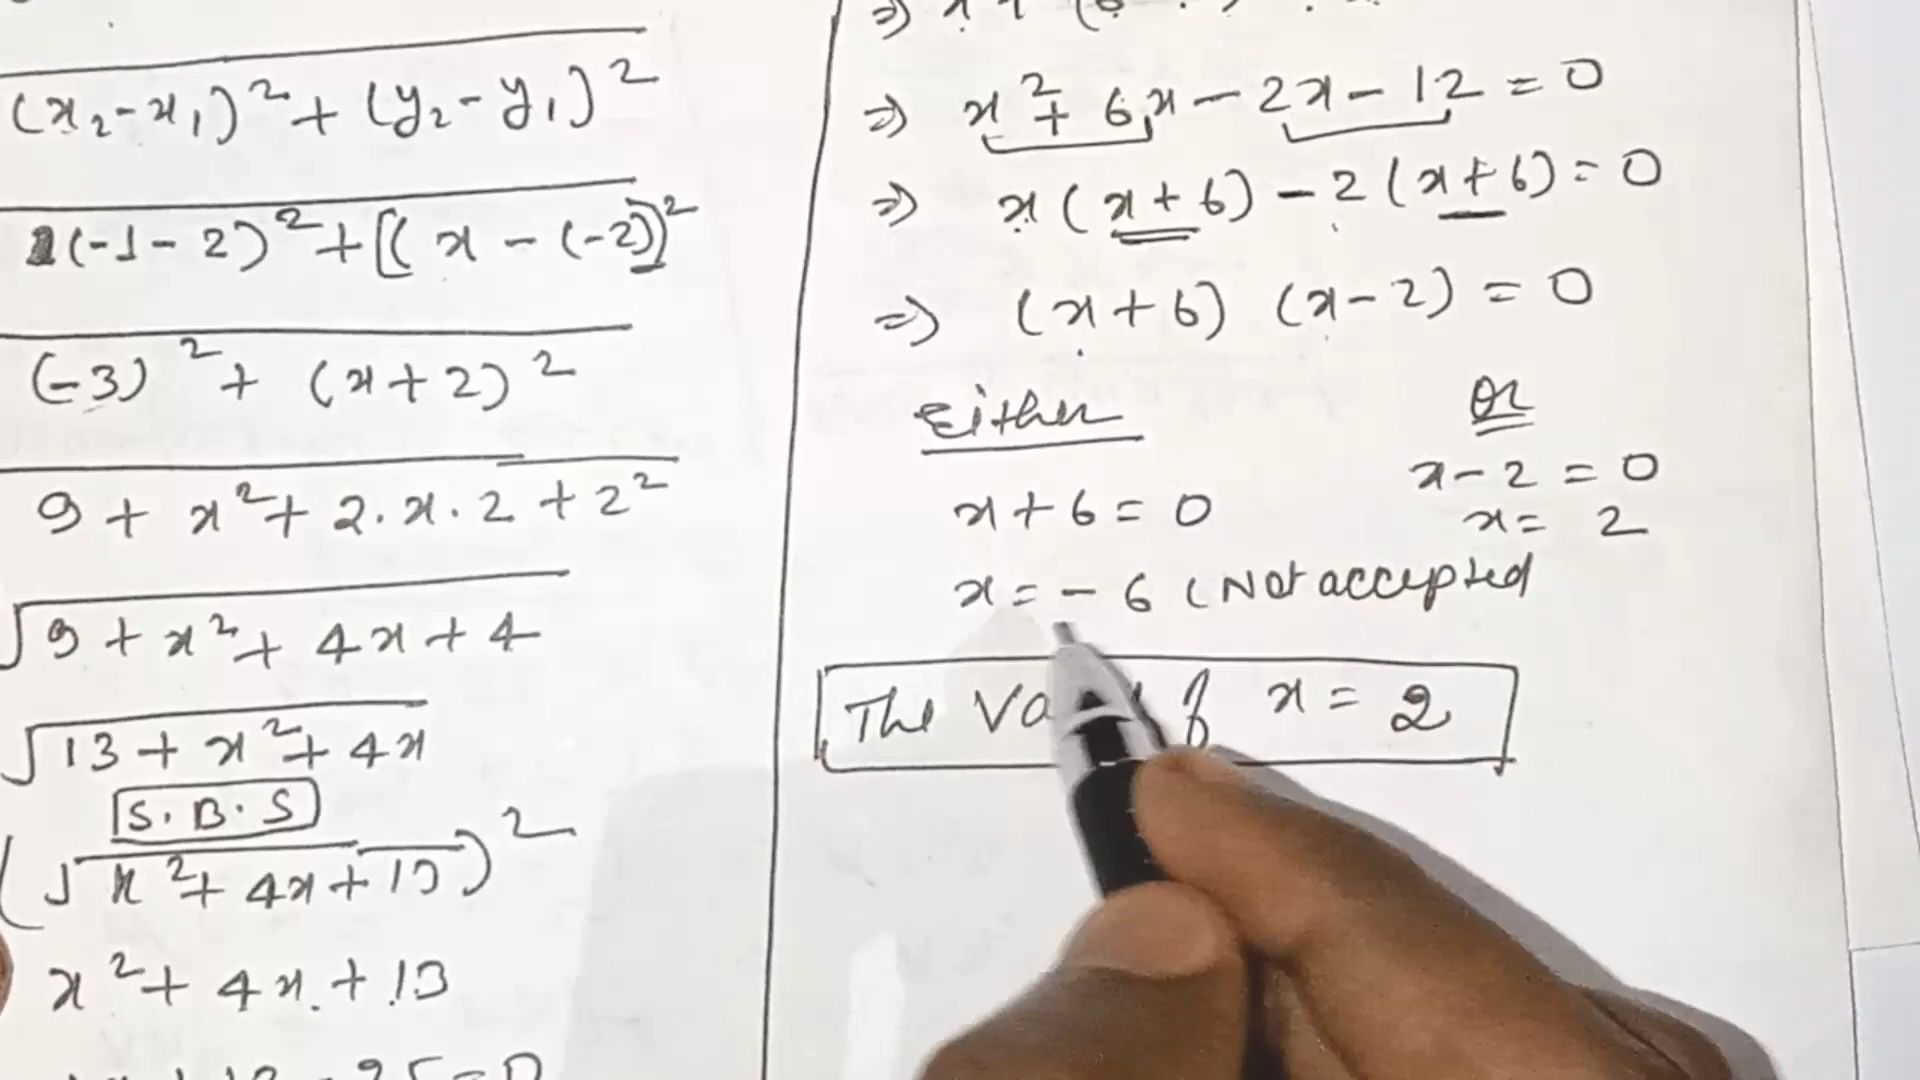 (x₂-x₁)² + (y₂-y₁)²
(-1-2)² + [(x-(-2))]²
(-3)² + (x+2)²
9 + x² + 2.x.2 + 2²
√9 + x² + 4x + 4
√13 + x² + 4x
S.B.S
(√x² + 4x + 13)²
x² + 4x + 13
=0
⇒ x² + 6x - 2x - 12 = 0
⇒ x(x+6) - 2(x+6) = 0
⇒ (x+6) (x-2) = 0
Either
Or
x+6 = 0
x-2 = 0
x = 2
x = -6 (Not accepted
The x = 2